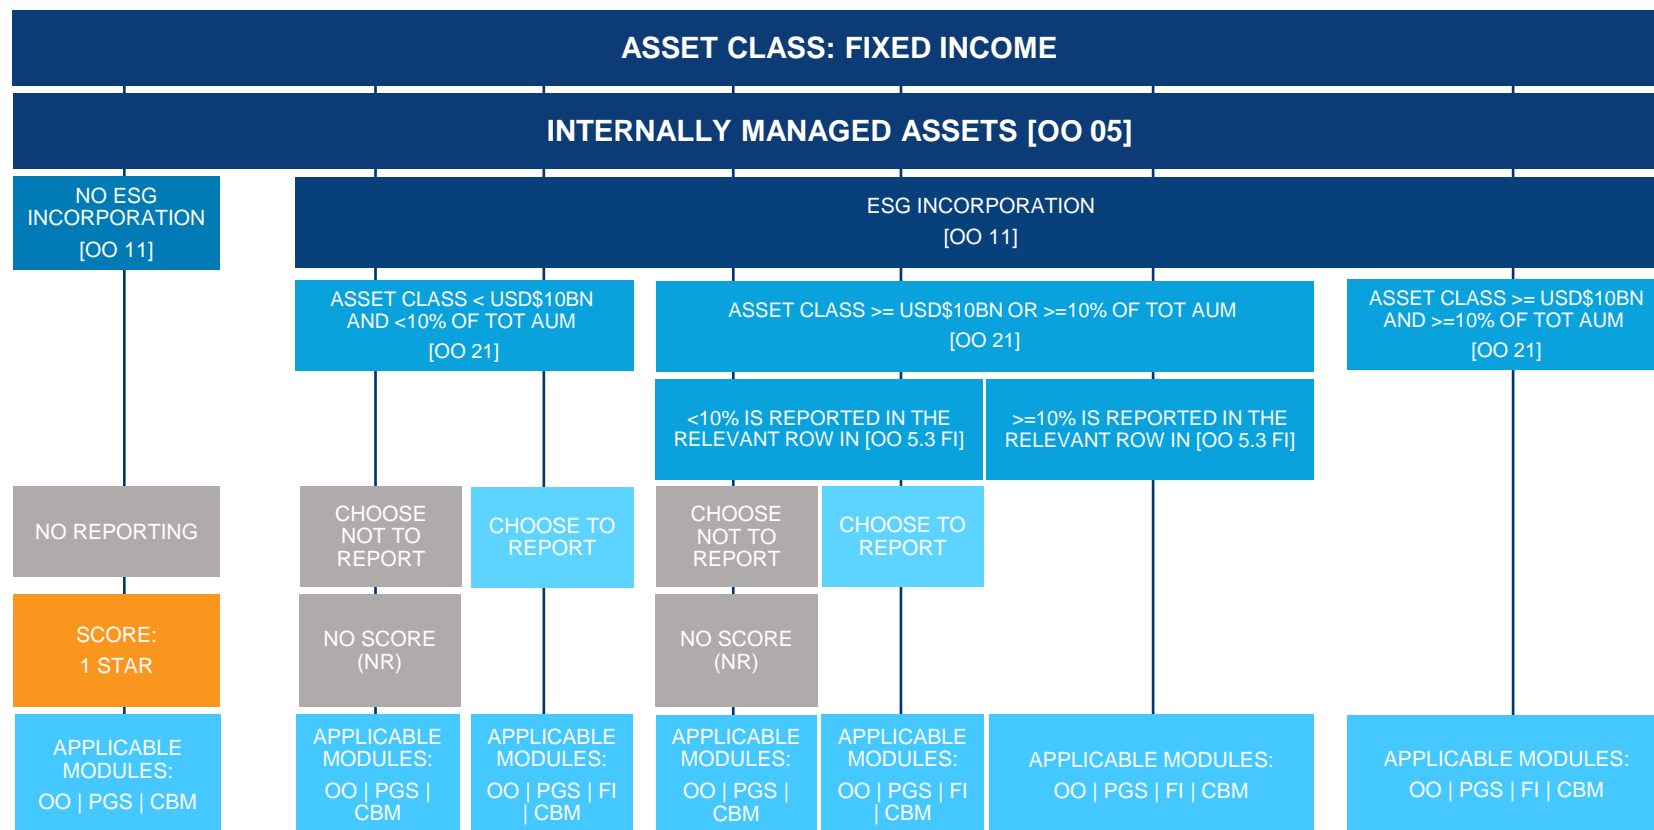 ASSET CLASS: FIXED INCOME
INTERNALLY MANAGED ASSETS [OO 05]
NO ESG
INCORPORATION
[OO 11]
ESG INCORPORATION
[OO 11]
ASSET CLASS < USD$10BN
AND <10% OF TOT AUM
[OO 21]
ASSET CLASS >= USD$10BN OR >=10% OF TOT AUM
[OO 21]
ASSET CLASS >= USD$10BN
AND >=10% OF TOT AUM
[OO 21]
<10% IS REPORTED IN THE
RELEVANT ROW IN [OO 5.3 FI]
>=10% IS REPORTED IN THE
RELEVANT ROW IN [OO 5.3 FI]
NO REPORTING
CHOOSE
NOT TO
REPORT
CHOOSE TO
REPORT
CHOOSE
NOT TO
REPORT
CHOOSE TO
REPORT
SCORE:
1 STAR
NO SCORE
(NR)
NO SCORE
(NR)
APPLICABLE
MODULES:
OO | PGS | CBM
APPLICABLE
MODULES:
OO | PGS |
CBM
APPLICABLE
MODULES:
OO | PGS | FI
| CBM
APPLICABLE
MODULES:
OO | PGS |
CBM
APPLICABLE
MODULES:
OO | PGS | FI
| CBM
APPLICABLE MODULES:
OO | PGS | FI | CBM
APPLICABLE MODULES:
OO | PGS | FI | CBM